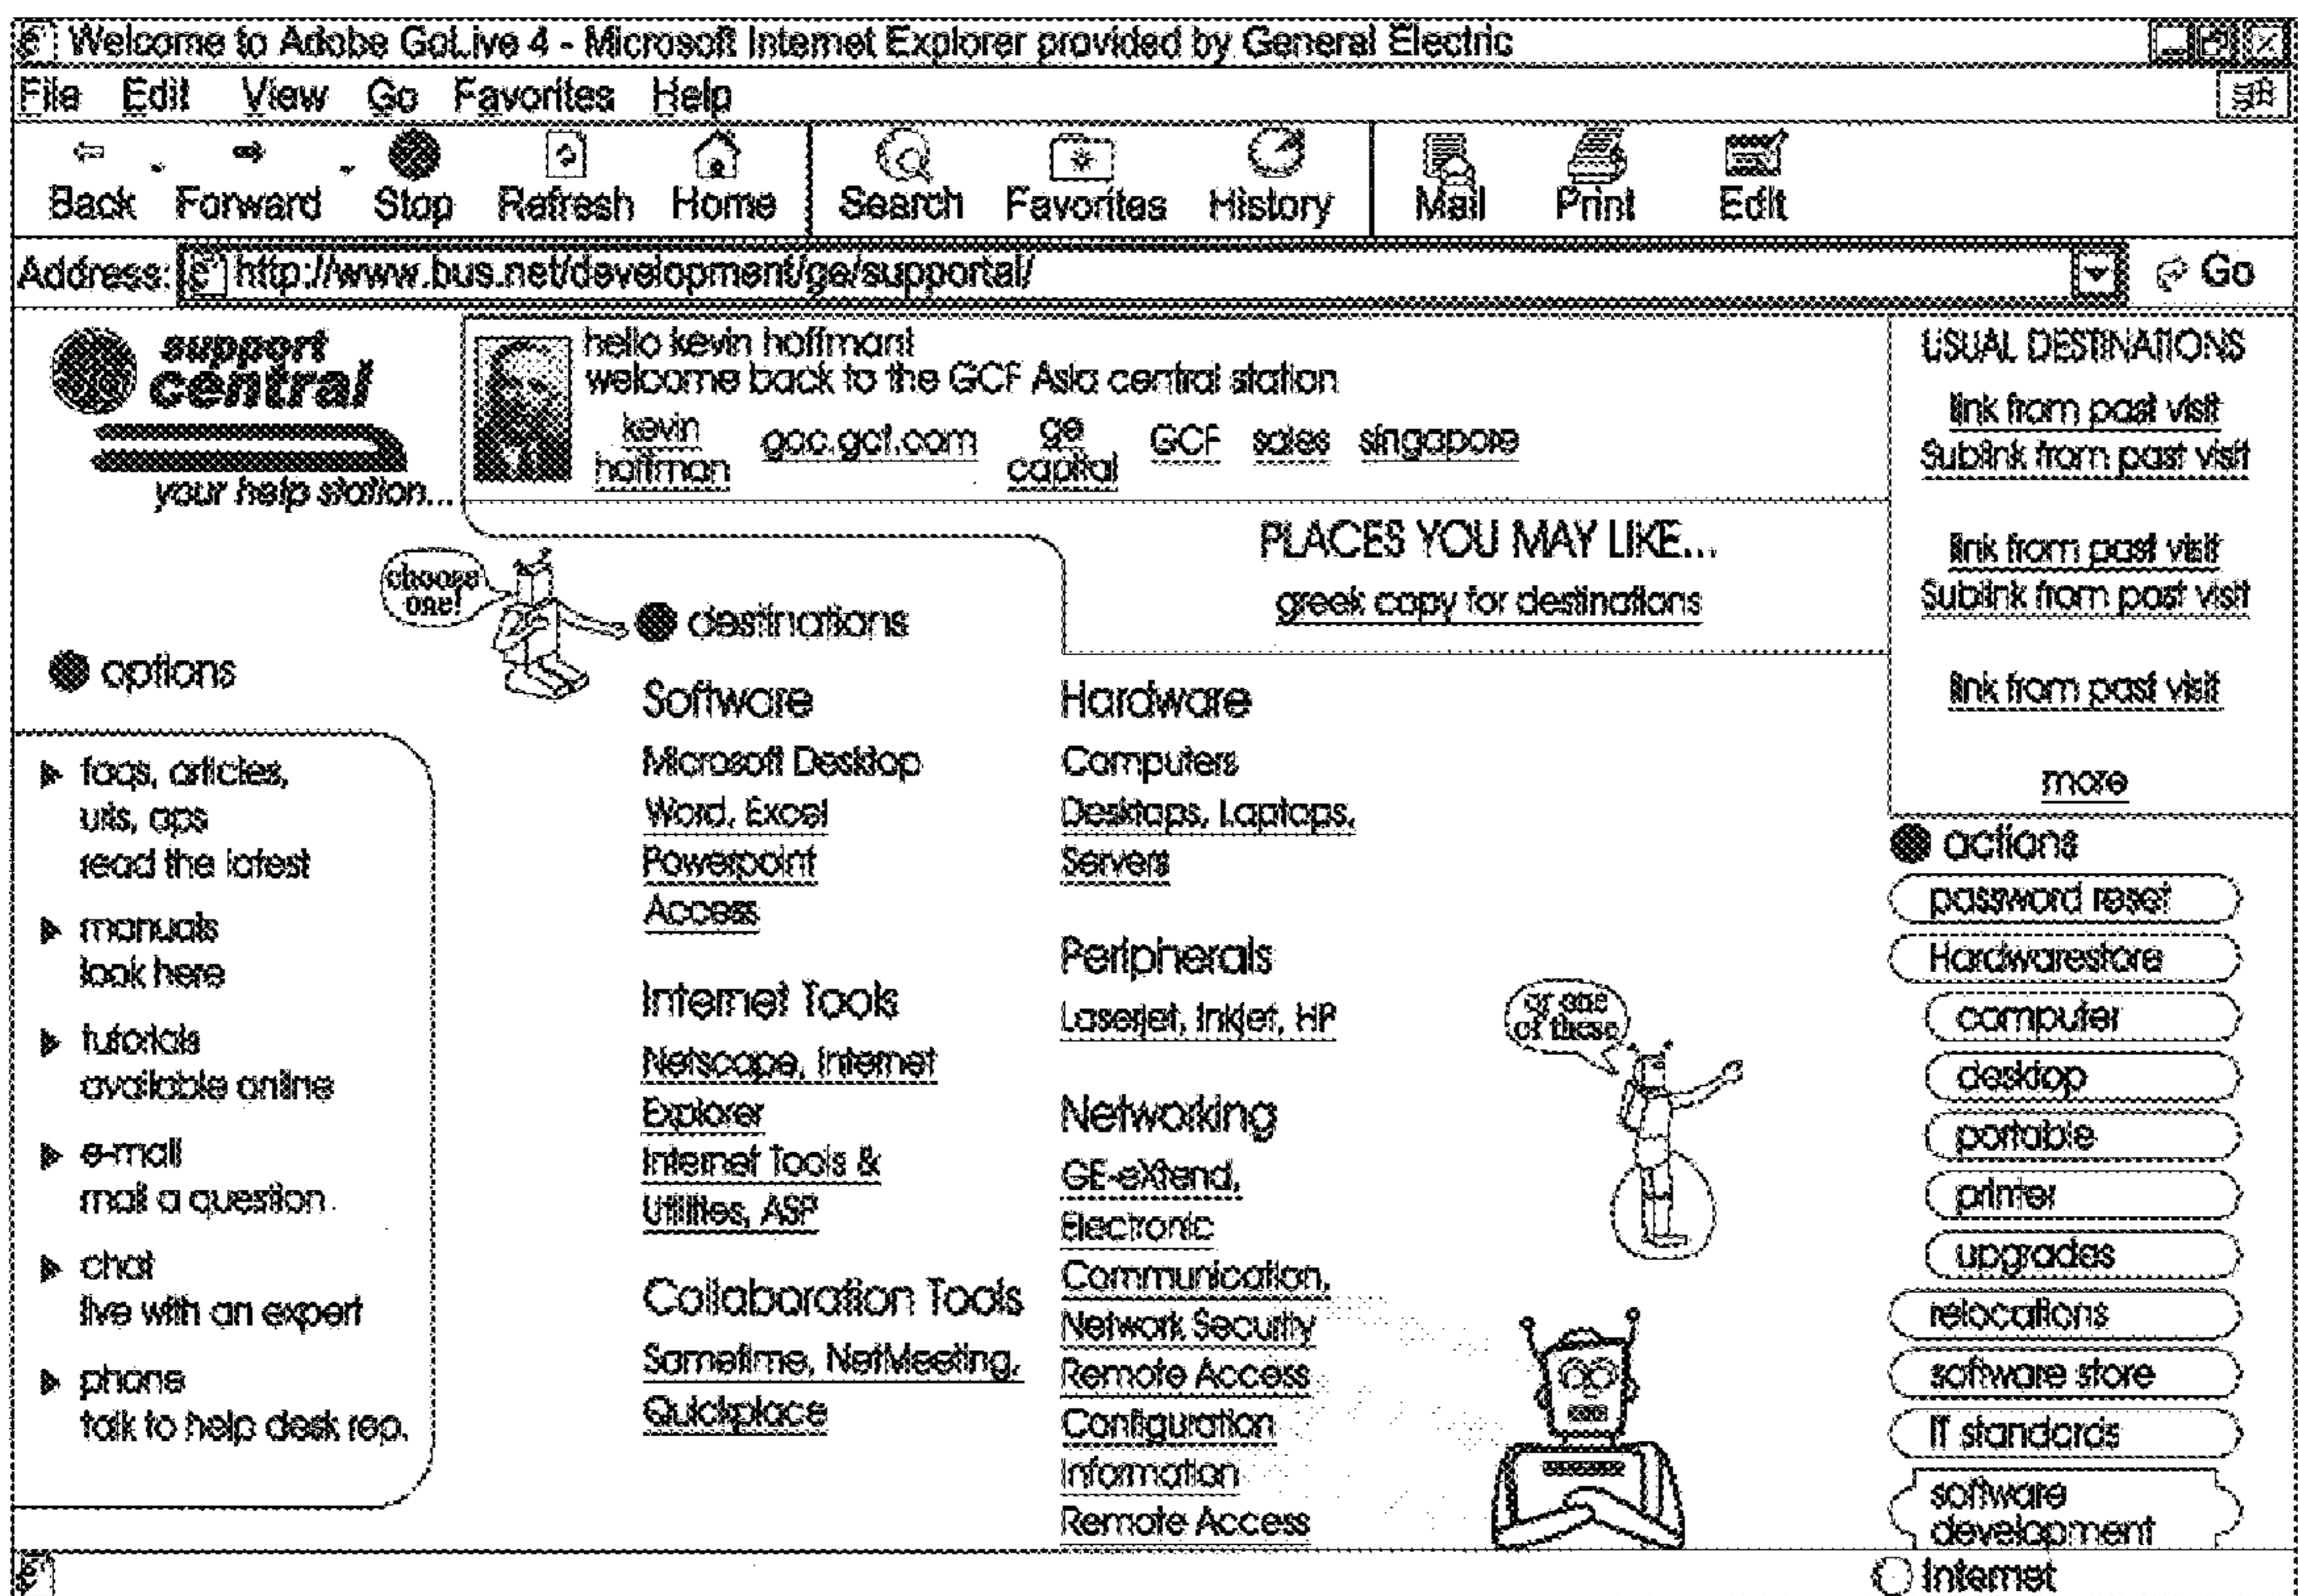 Welcome to Adobe GoLive 4 - Microsoft Internet Explorer provided by General Electric
File Edit View Go Favorites Help
Back Forward Stop Refresh Home Search Favorites History Mail Print Edit
Address: http://www.bus.net/development/ge/supportal/ Go
support
central
your help station...
hello kevin hoffman!
welcome back to the GCF Asia central station
kevin
hoffman
ge
capital
GCF
sales
singapore
PLACES YOU MAY LIKE...
greek copy for destinations
USUAL DESTINATIONS
link from past visit
Sublink from past visit
link from past visit
Sublink from past visit
link from past visit
more
choose
one!
options
faqs, articles,
urls, aps
read the latest
manuals
look here
tutorials
available online
e-mail
mail a question
chat
live with an expert
phone
talk to help desk rep.
destinations
Software
Microsoft Desktop
Word, Excel
Powerpoint
Access
Internet Tools
Netscape, Internet
Explorer
Internet Tools &
Utilities, ASP
Collaboration Tools
Sametime, NetMeeting,
Quickplace
Hardware
Computers
Desktops, Laptops,
Servers
Peripherals
Laserjet, Inkjet, HP
Networking
GE-eXtend,
Electronic
Communication,
Network Security
Remote Access
Configuration
Information
Remote Access
or one
of these
actions
password reset
Hardwarestore
computer
desktop
portable
printer
upgrades
relocations
software store
IT standards
software
development
Internet